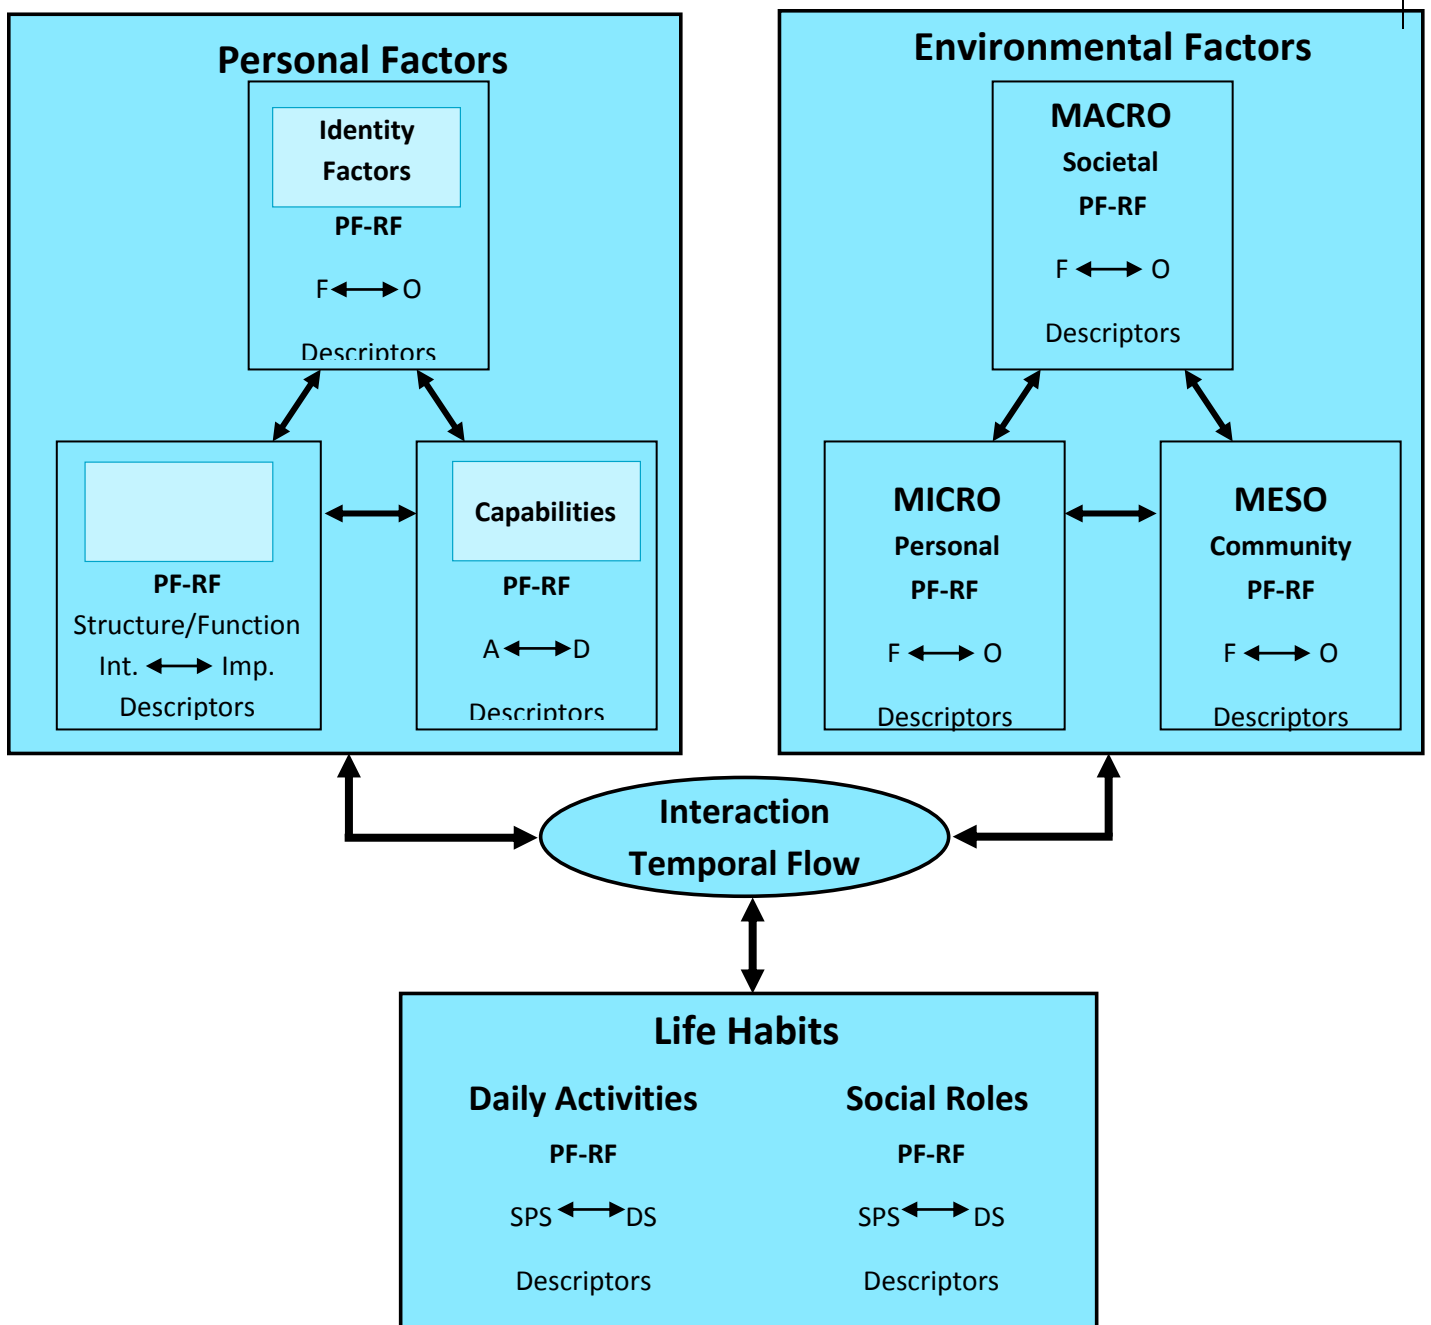 Personal Factors
Identity
Factors
PF-RF
F O
Descriptors
PF-RF
Structure/Function
Int. Imp.
Descriptors
Capabilities
PF-RF
A D
Descriptors
Environmental Factors
MACRO
Societal
PF-RF
F O
Descriptors
MICRO
Personal
PF-RF
F O
Descriptors
MESO
Community
PF-RF
F O
Descriptors
Interaction
Temporal Flow
Life Habits
Daily Activities
PF-RF
SPS DS
Descriptors
Social Roles
PF-RF
SPS DS
Descriptors